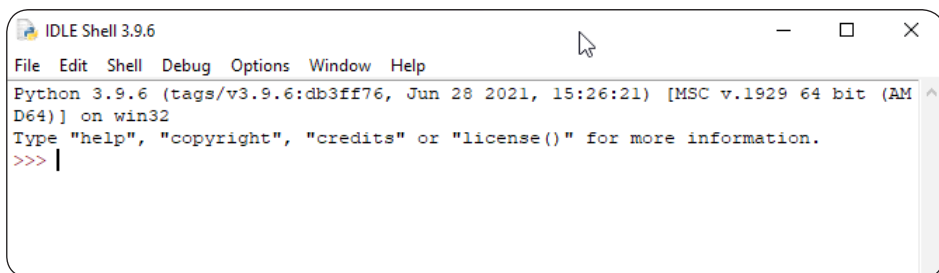 IDLE Shell 3.9.6
File Edit Shell Debug Options Window Help
Python 3.9.6 (tags/v3.9.6:db3ff76, Jun 28 2021, 15:26:21) [MSC v.1929 64 bit (AM
D64)] on win32
Type "help", "copyright", "credits" or "license()" for more information.
>>>